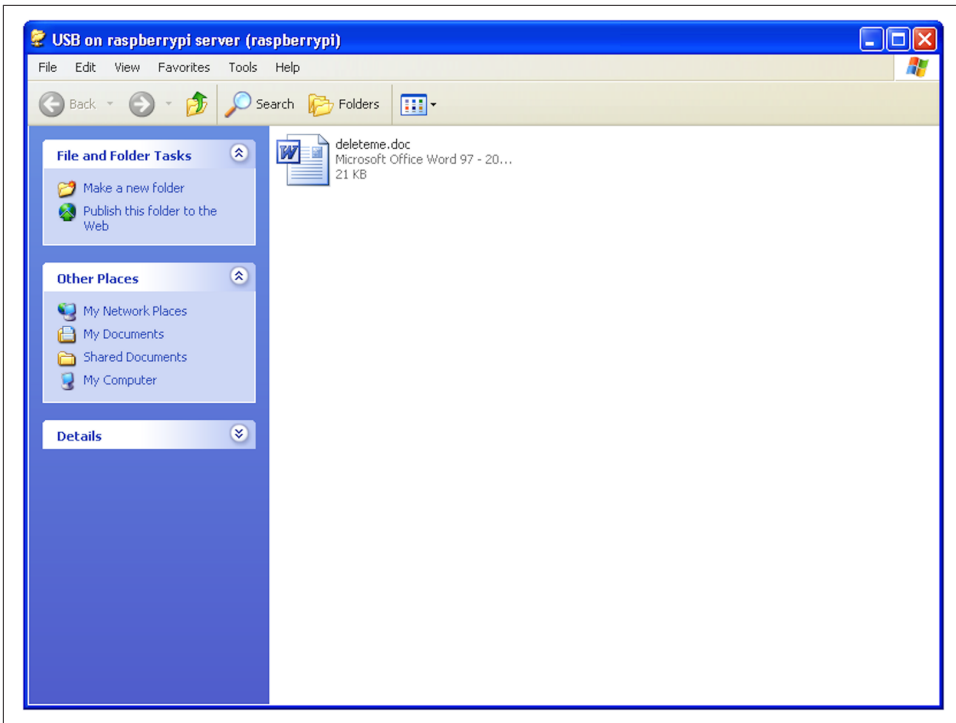 USB on raspberrypi server (raspberrypi)
File Edit View Favorites Tools Help
Back Search Folders
File and Folder Tasks
Make a new folder
Publish this folder to the
Web
Other Places
My Network Places
My Documents
Shared Documents
My Computer
Details
deleteme.doc
Microsoft Office Word 97 - 20...
21 KB